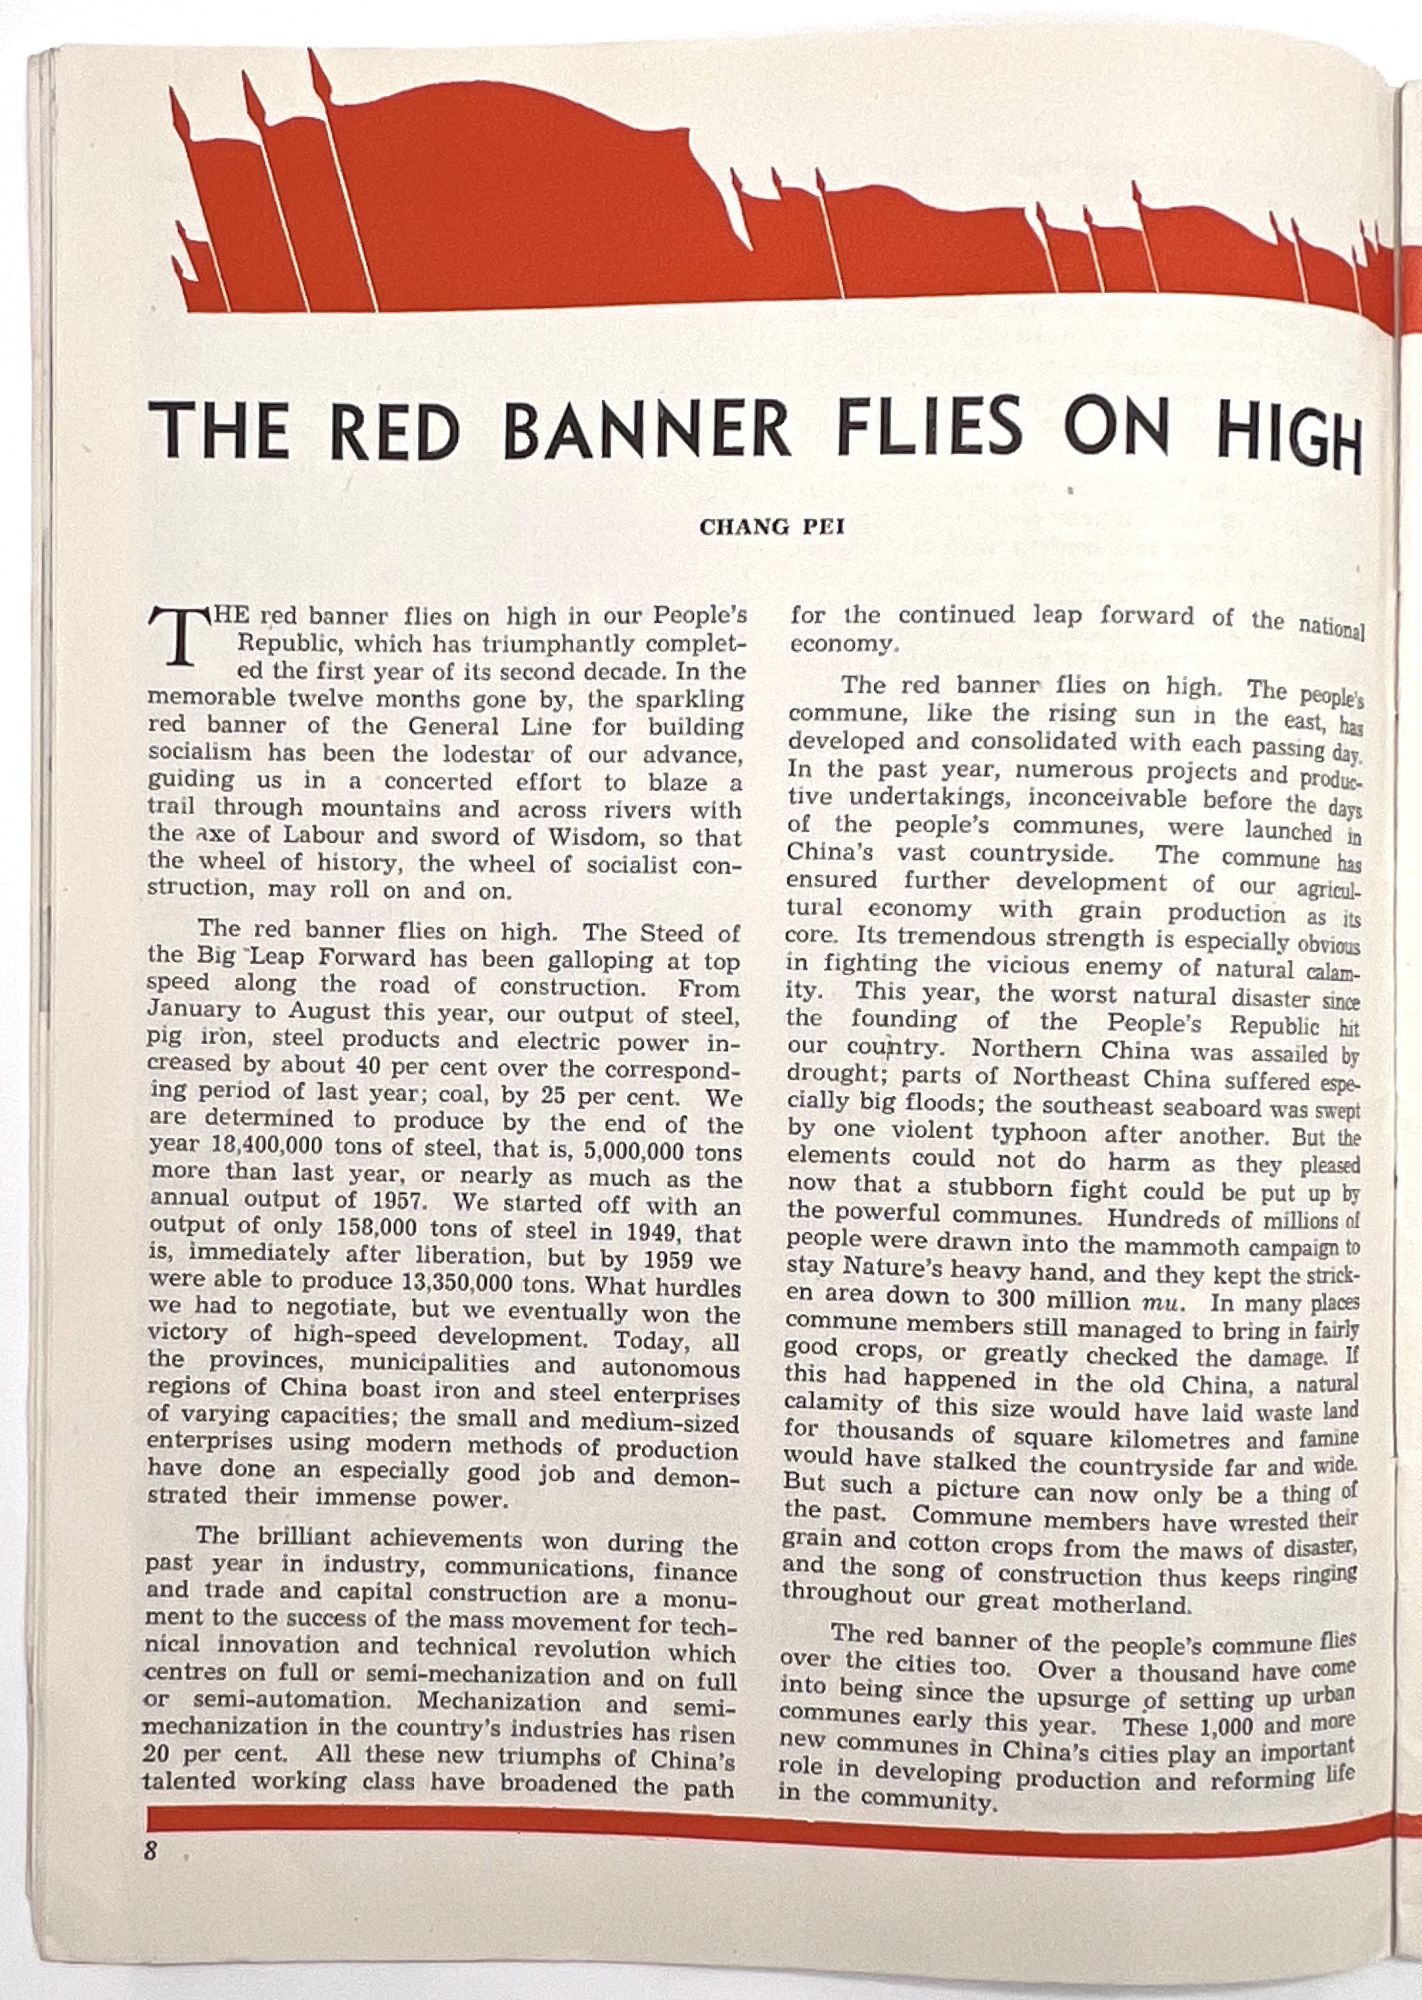 THE RED BANNER FLIES ON HIGH
CHANG PEI
THE red banner flies on high in our People's
Republic, which has triumphantly complet-
ed the first year of its second decade. In the
memorable twelve months gone by, the sparkling
red banner of the General Line for building
socialism has been the lodestar of our advance,
guiding us in a concerted effort to blaze a
trail through mountains and across rivers with
the axe of Labour and sword of Wisdom, so that
the wheel of history, the wheel of socialist con-
struction, may roll on and on.
The red banner flies on high. The Steed of
the Big Leap Forward has been galloping at top
speed along the road of construction. From
January to August this year, our output of steel,
pig iron, steel products and electric power in-
creased by about 40 per cent over the correspond-
ing period of last year; coal, by 25 per cent. We
are determined to produce by the end of the
year 18,400,000 tons of steel, that is, 5,000,000 tons
more than last year, or nearly as much as the
annual output of 1957. We started off with an
output of only 158,000 tons of steel in 1949, that
is, immediately after liberation, but by 1959 we
were able to produce 13,350,000 tons. What hurdles
we had to negotiate, but we eventually won the
victory of high-speed development. Today, all
the provinces, municipalities and autonomous
regions of China boast iron and steel enterprises
of varying capacities; the small and medium-sized
enterprises using modern methods of production
have done an especially good job and demon-
strated their immense power.
The brilliant achievements won during the
past year in industry, communications, finance
and trade and capital construction are a monu-
ment to the success of the mass movement for tech-
nical innovation and technical revolution which
centres on full or semi-mechanization and on full
or semi-automation. Mechanization and semi-
mechanization in the country's industries has risen
20 per cent. All these new triumphs of China's
talented working class have broadened the path
for the continued leap forward of the national
economy.
The red banner flies on high. The people's
commune, like the rising sun in the east, has
developed and consolidated with each passing day.
In the past year, numerous projects and produc-
tive undertakings, inconceivable before the days
of the people's communes, were launched in
China's vast countryside. The commune has
ensured further development of our agricul-
tural economy with grain production as its
core. Its tremendous strength is especially obvious
in fighting the vicious enemy of natural calam-
ity. This year, the worst natural disaster since
the founding of the People's Republic hit
our country. Northern China was assailed by
drought; parts of Northeast China suffered espe-
cially big floods; the southeast seaboard was swept
by one violent typhoon after another. But the
elements could not do harm as they pleased
now that a stubborn fight could be put up by
the powerful communes. Hundreds of millions of
people were drawn into the mammoth campaign to
stay Nature's heavy hand, and they kept the strick-
en area down to 300 million mu. In many places
commune members still managed to bring in fairly
good crops, or greatly checked the damage. If
this had happened in the old China, a natural
calamity of this size would have laid waste land
for thousands of square kilometres and famine
would have stalked the countryside far and wide.
But such a picture can now only be a thing of
the past. Commune members have wrested their
grain and cotton crops from the maws of disaster,
and the song of construction thus keeps ringing
throughout our great motherland.
The red banner of the people's commune flies
over the cities too. Over a thousand have come
into being since the upsurge of setting up urban
communes early this year. These 1,000 and more
new communes in China's cities play an important
role in developing production and reforming life
in the community.
8